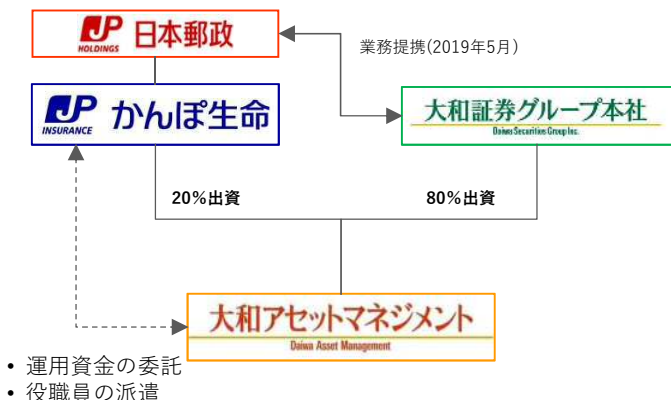 JP 日本郵政
HOLDINGS
業務提携(2019年5月)
JP かんぽ生命
INSURANCE
大和証券グループ本社
Daiwa Securities Group Inc.
20%出資
80%出資
大和アセットマネジメント
Daiwa Asset Management
• 運用資金の委託
• 役職員の派遣